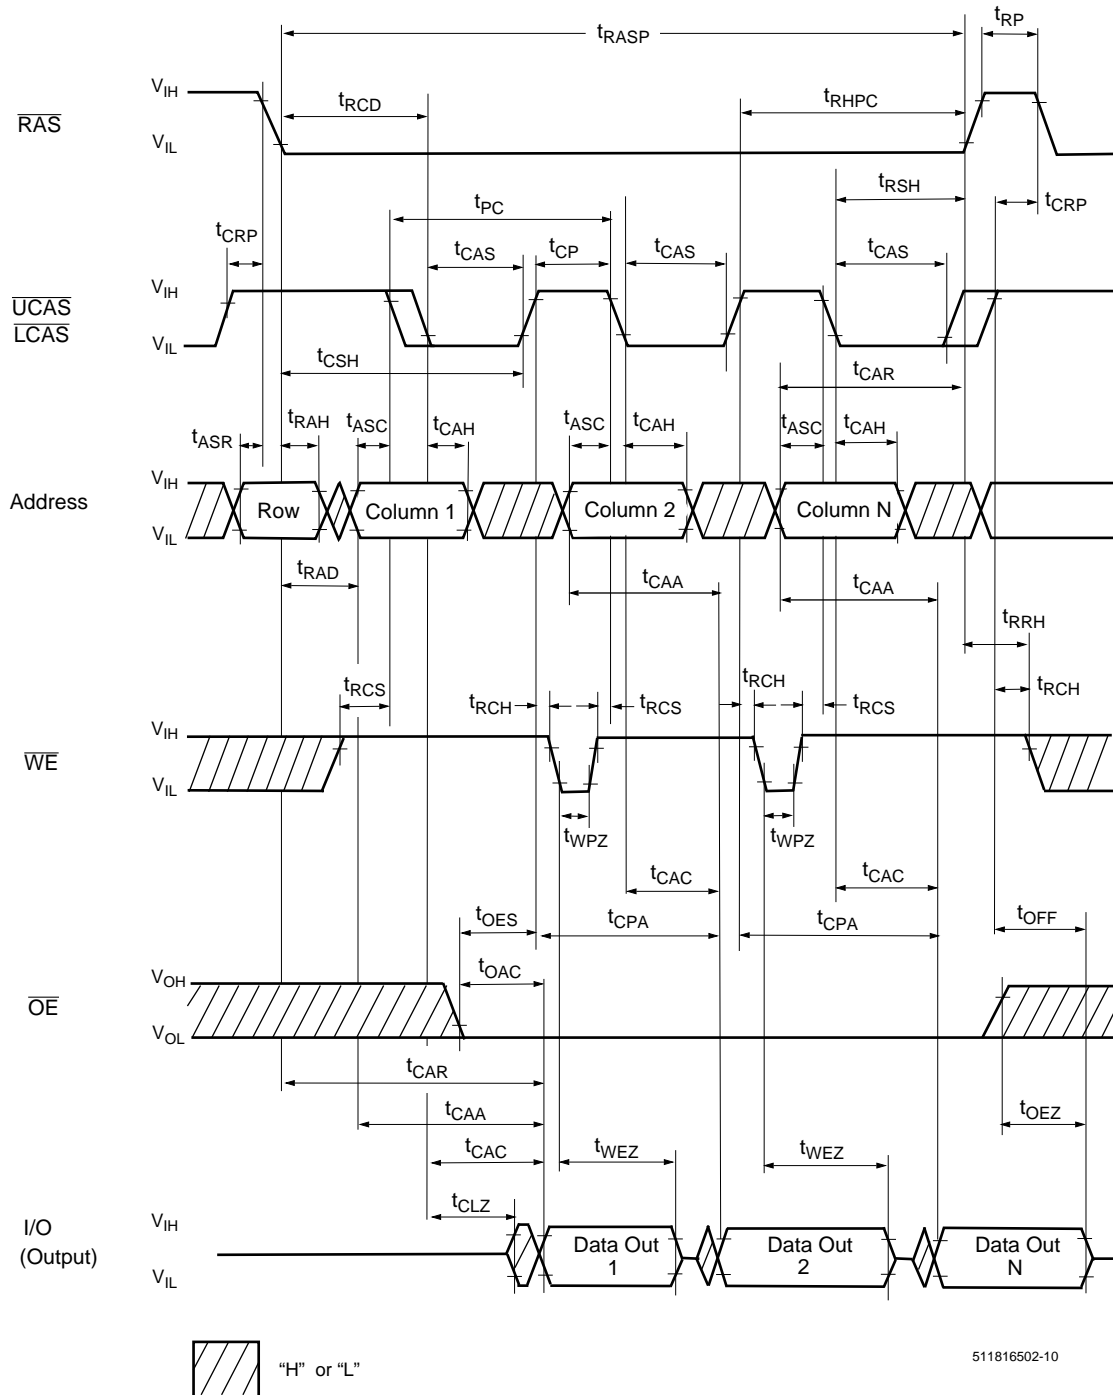 tRASP
tRP
VIH
tRCD
tRHPC
RAS
VIL
tRSH
tPC
tCRP
tCRP
tCAS
tCP
tCAS
tCAS
VIH
UCAS
LCAS
VIL
tCSH
tCAR
tRAH
tASC
tASC
tASC
tASR
tCAH
tCAH
tCAH
VIH
Address
Row
Column 1
Column 2
Column N
VIL
tRAD
tCAA
tCAA
tRRH
tRCS
tRCH
tRCH
tRCH
tRCS
tRCS
VIH
WE
VIL
tWPZ
tWPZ
tCAC
tCAC
tOES
tCPA
tCPA
tOFF
tOAC
VOH
OE
VOL
tCAR
tCAA
tOEZ
tCAC
tWEZ
tWEZ
tCLZ
VIH
I/O
(Output)
VIL
Data Out
1
Data Out
2
Data Out
N
"H" or "L"
511816502-10